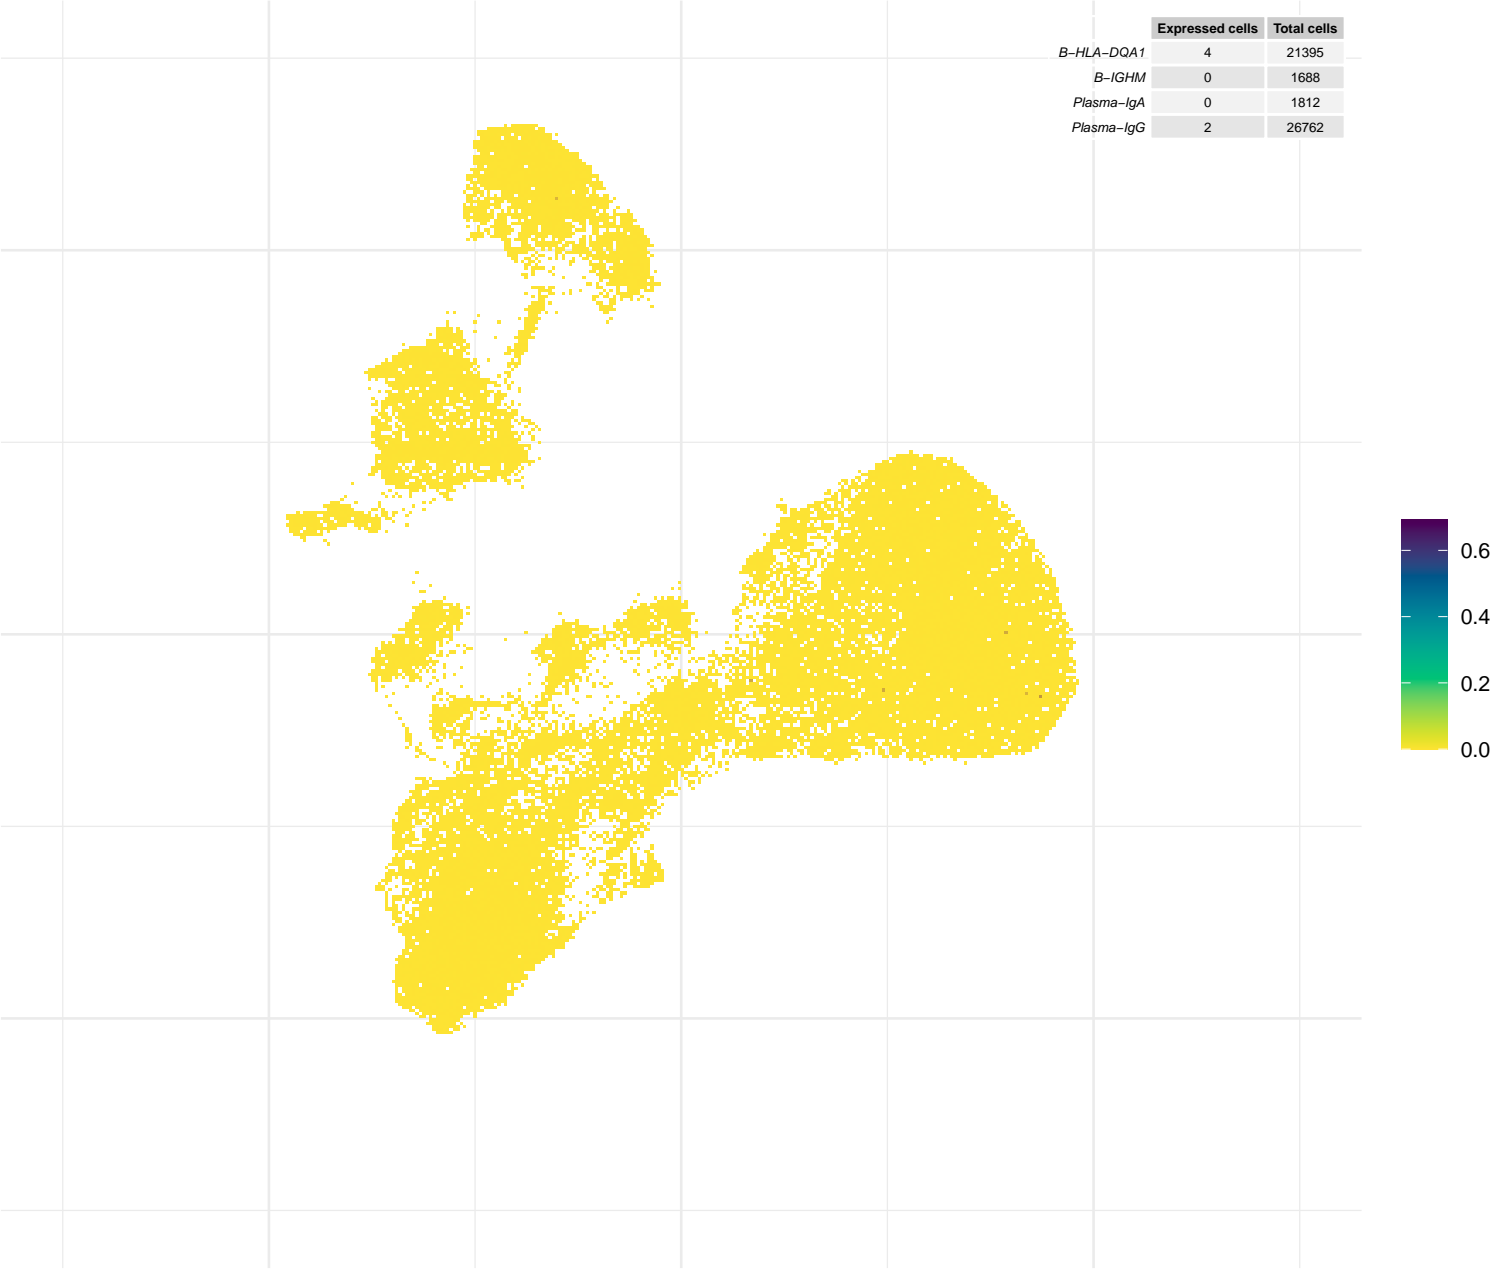 Expressed cells Total cells
B−HLA−DQA1 4 21395
B−IGHM 0 1688
Plasma−IgA 0 1812
Plasma−IgG 2 26762
0.6
0.4
0.2
0.0